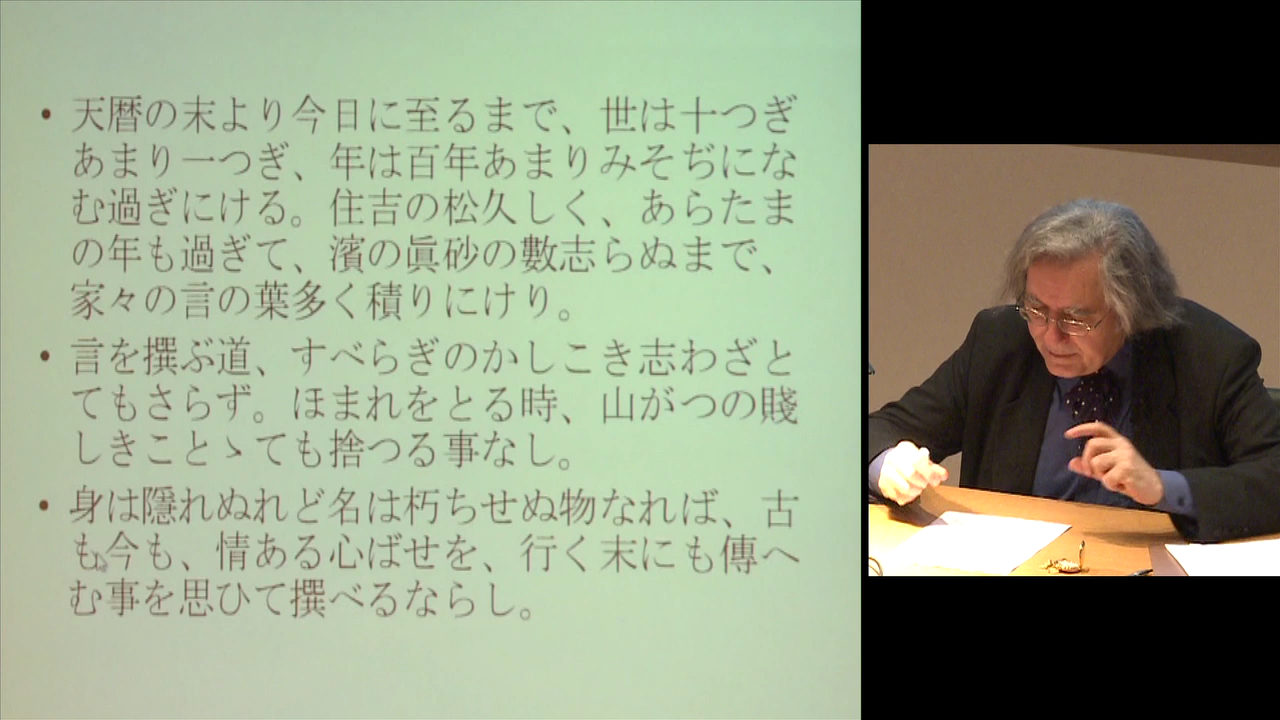 • 天暦の末より今日に至るまで、世は十つぎ
あまり一つぎ、年は百年あまりみそぢにな
む過ぎにける。住吉の松久しく、あらたま
の年も過ぎて、濱の眞砂の數志らぬまで、
家々の言の葉多く積りにけり。
• 言を撰ぶ道、すべらぎのかしこき志わざと
てもさらず。ほまれをとる時、山がつの賤
しきことゝても捨つる事なし。
• 身は隱れぬれど名は朽ちせぬ物なれば、古
も今も、情ある心ばせを、行く末にも傳へ
む事を思ひて撰べるならし。